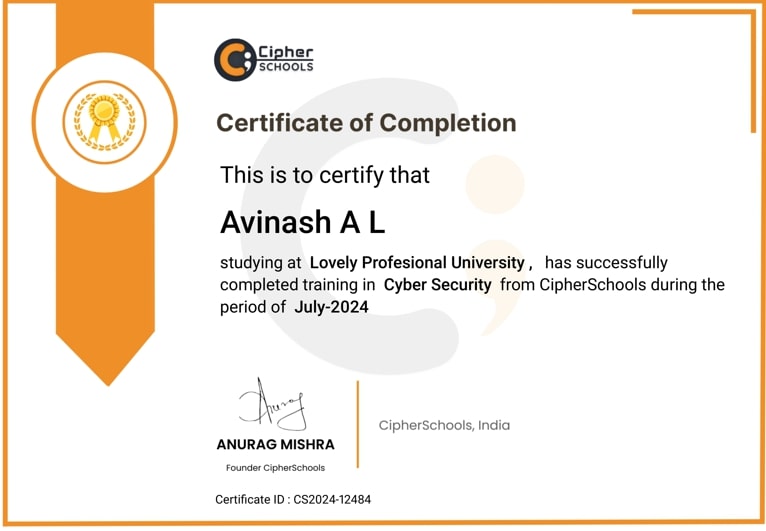 Cipher
SCHOOLS
Certificate of Completion
This is to certify that
Avinash A L
studying at Lovely Profesional University , has successfully
completed training in Cyber Security from CipherSchools during the
period of July-2024
Anurag
ANURAG MISHRA
Founder CipherSchools
CipherSchools, India
Certificate ID : CS2024-12484